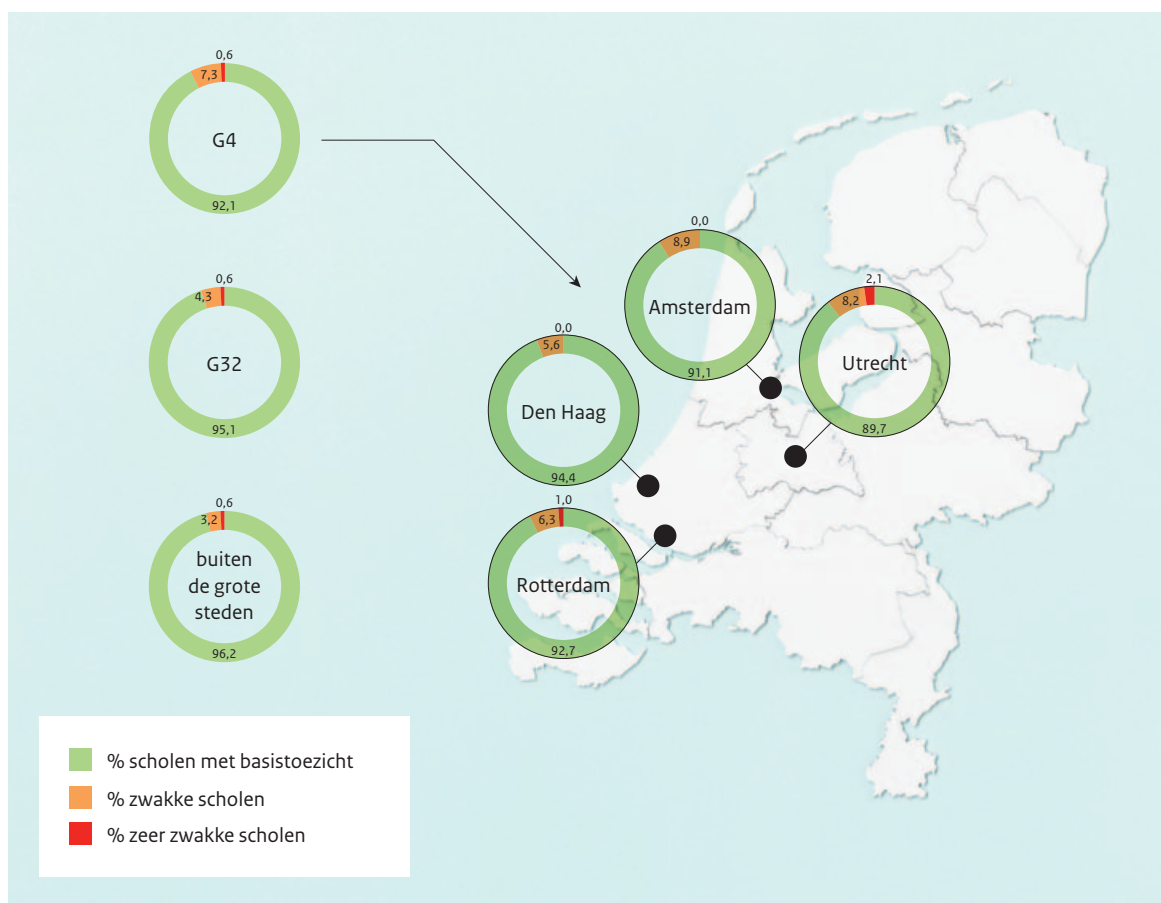 0,6
7,3
G4
92,1
0,6
4,3
G32
95,1
0,6
3,2
buiten
de grote
steden
96,2
0,0
8,9
Amsterdam
91,1
2,1
8,2
Utrecht
89,7
0,0
5,6
Den Haag
94,4
1,0
6,3
Rotterdam
92,7
% scholen met basistoezicht
% zwakke scholen
% zeer zwakke scholen